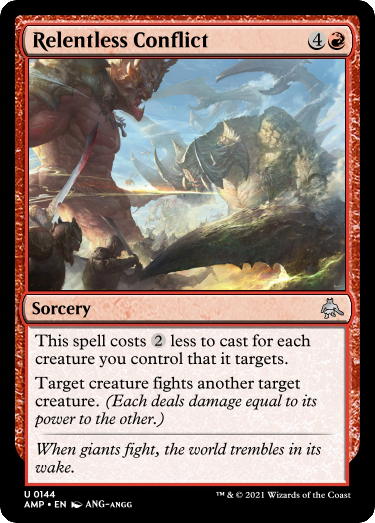 Relentless Conflict 4
Sorcery
This spell costs 2 less to cast for each
creature you control that it targets.
Target creature fights another target
creature. (Each deals damage equal to its
power to the other.)
When giants fight, the world trembles in its
wake.
U 0144
AMP • EN ANG-ANGG
™ & © 2021 Wizards of the Coast